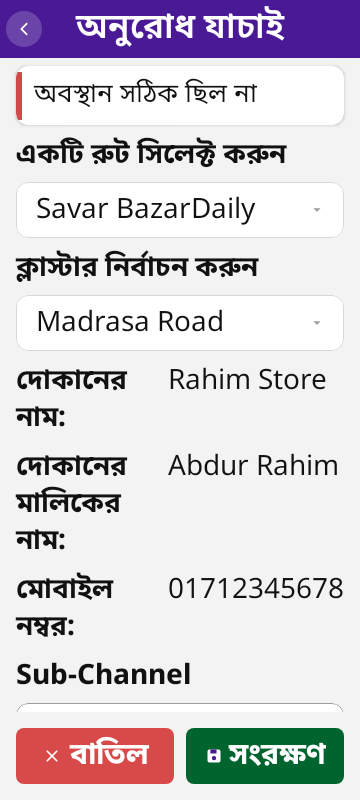 অনুরোধ যাচাই
অবস্থান সঠিক ছিল না
একটি রুট সিলেক্ট করুন
Savar BazarDaily
ক্লাস্টার নির্বাচন করুন
Madrasa Road
দোকানের নাম: Rahim Store
দোকানের মালিকের নাম: Abdur Rahim
মোবাইল নম্বর: 01712345678
Sub-Channel
বাতিল
সংরক্ষণ